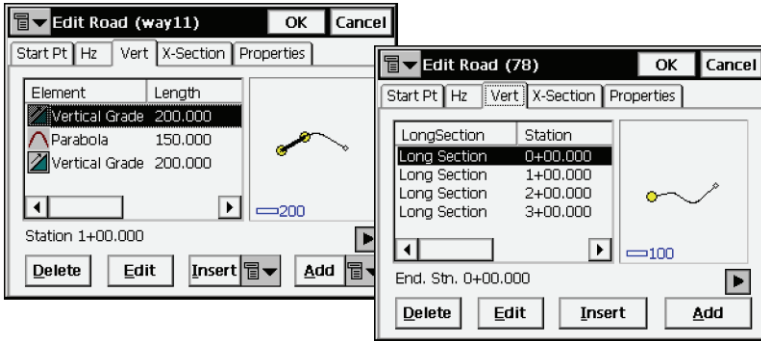 Edit Road (way11) OK Cancel
Start Pt Hz Vert X-Section Properties
Element Length
Vertical Grade 200.000
Parabola 150.000
Vertical Grade 200.000
200
Station 1+00.000
Delete Edit Insert Add
Edit Road (78) OK Cancel
Start Pt Hz Vert X-Section Properties
LongSection Station
Long Section 0+00.000
Long Section 1+00.000
Long Section 2+00.000
Long Section 3+00.000
100
End. Stn. 0+00.000
Delete Edit Insert Add